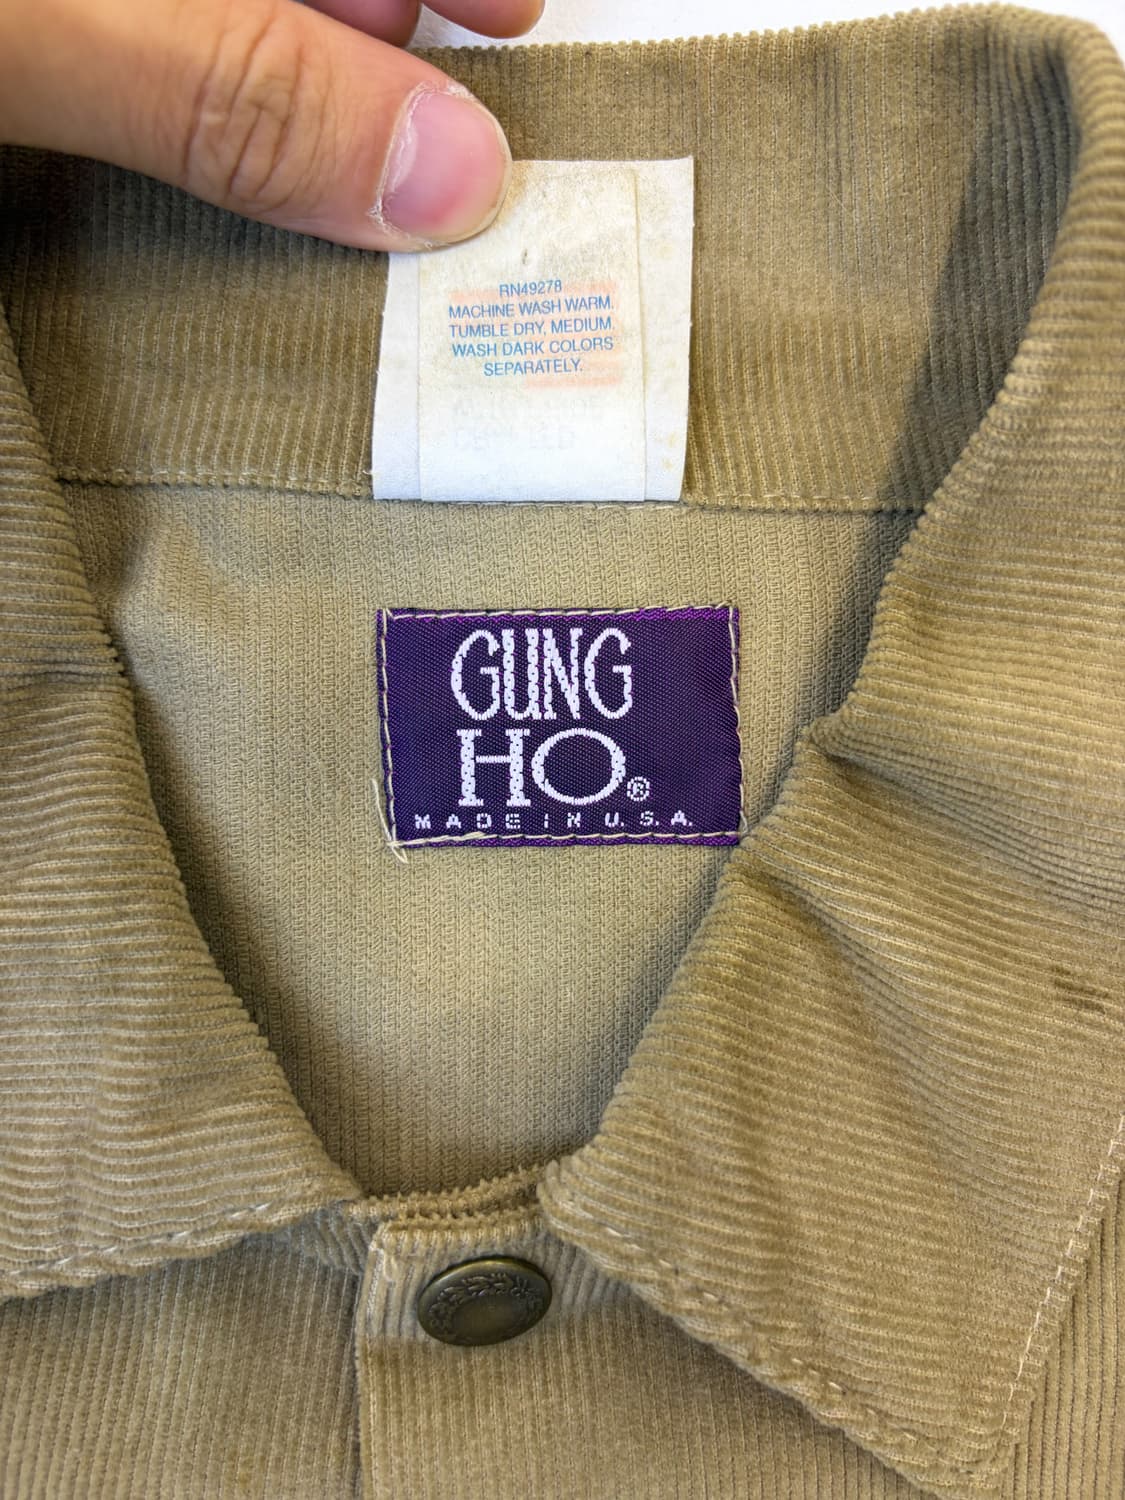 RN49278
MACHINE WASH WARM.
TUMBLE DRY, MEDIUM.
WASH DARK COLORS
SEPARATELY.
GUNG
HO®
MADE IN U.S.A.